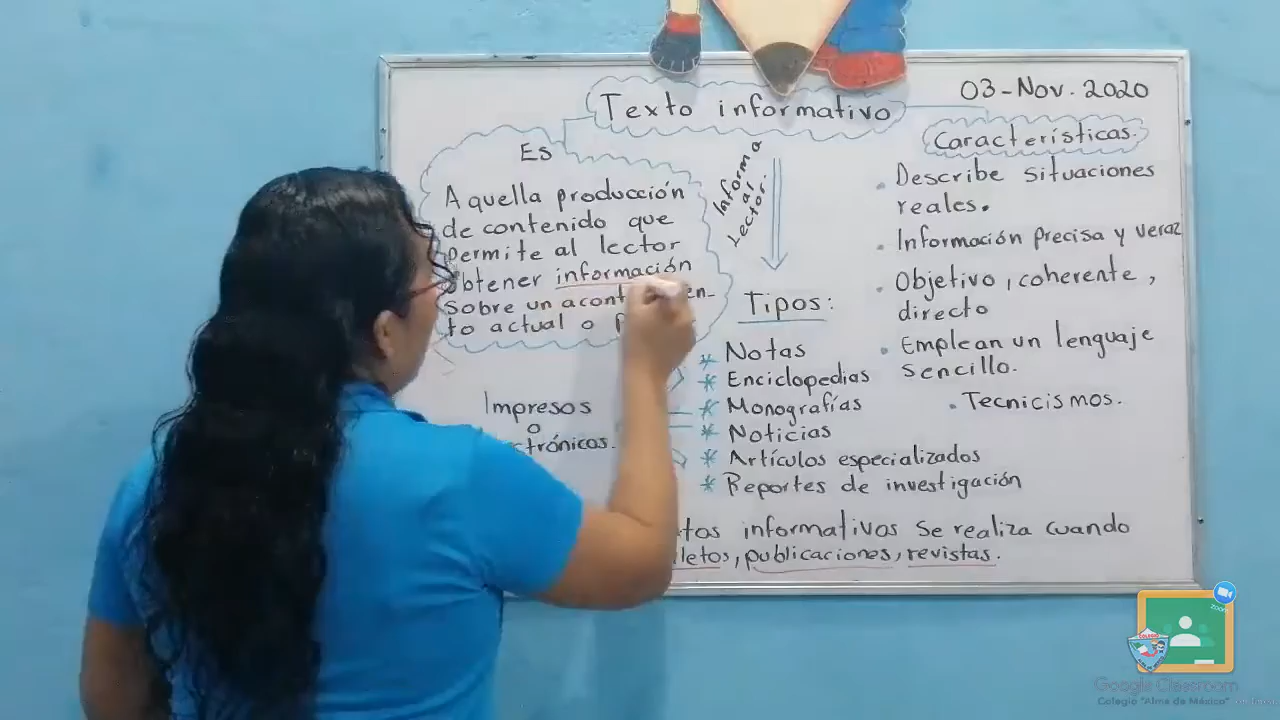 Texto informativo
03-Nov. 2020
Es
Aquella producción
de contenido que
permite al lector
obtener información
sobre un
to actual o
Informa
al
Lector.
Características.
• Describe situaciones
reales.
• Información precisa y veraz
• Objetivo, coherente,
directo
• Emplean un lenguaje
sencillo.
• Tecnicismos.
Tipos:
* Notas
* Enciclopedias
* Monografías
* Noticias
* Artículos especializados
* Reportes de investigación
Impresos
o
informativos se realiza cuando
, publicaciones, revistas.
zoom
Google Classroom
Colegio "Alma de México"